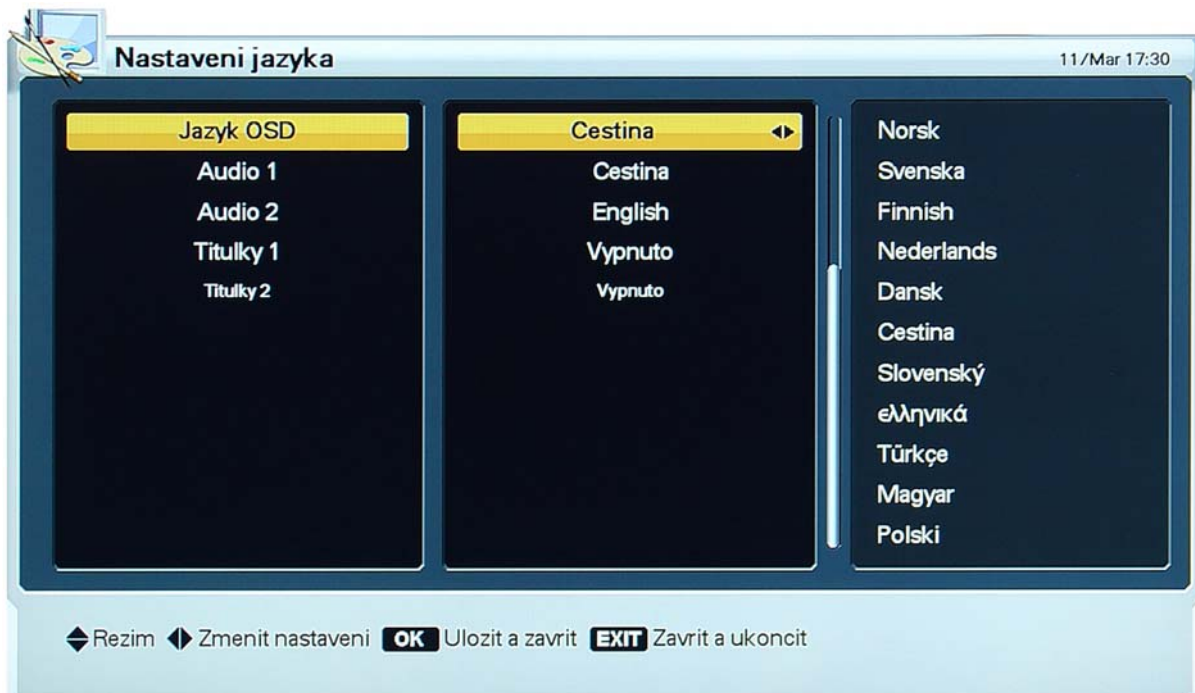 Nastaveni jazyka
11/Mar 17:30
Jazyk OSD
Cestina
Audio 1
Cestina
Audio 2
English
Titulky 1
Vypnuto
Titulky 2
Vypnuto
Norsk
Svenska
Finnish
Nederlands
Dansk
Cestina
Slovenský
ελληνικά
Türkçe
Magyar
Polski
Rezim Zmenit nastaveni OK Ulozit a zavrit EXIT Zavrit a ukoncit